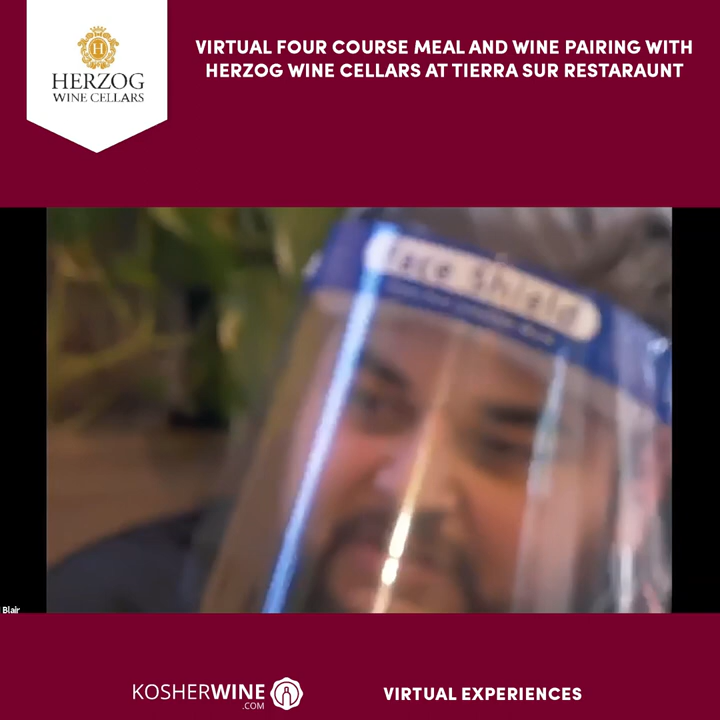 HERZOG
WINE CELLARS
VIRTUAL FOUR COURSE MEAL AND WINE PAIRING WITH
HERZOG WINE CELLARS AT TIERRA SUR RESTARAUNT
Face Shield
Blair
KOSHERWINE
.COM
VIRTUAL EXPERIENCES